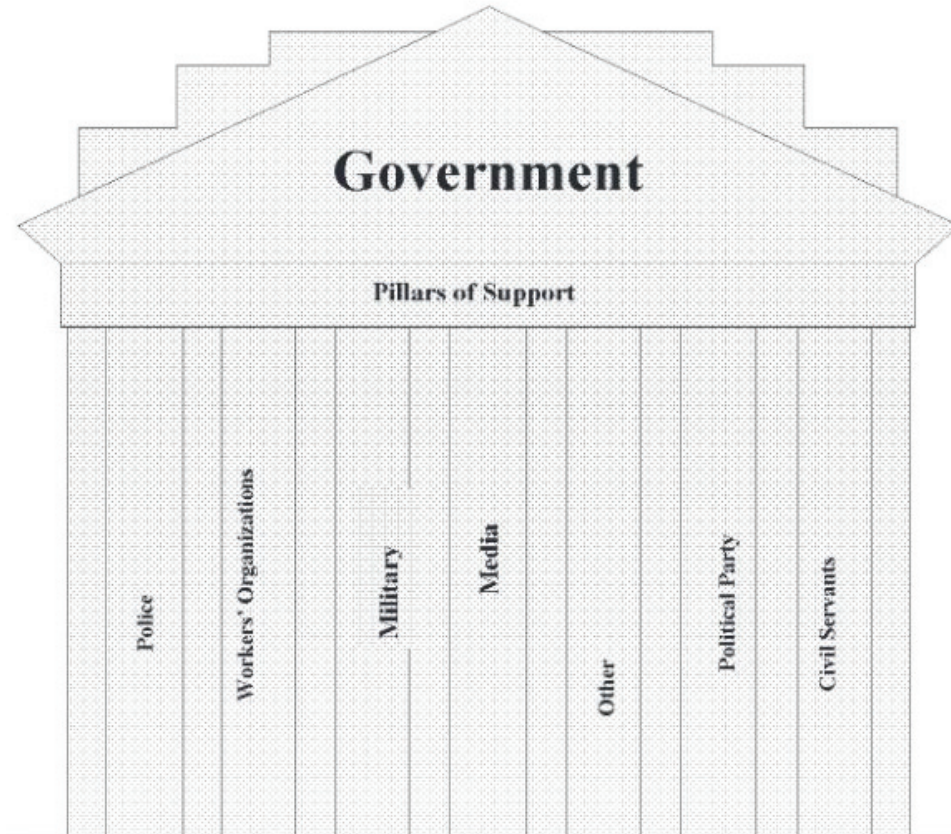 Government
Pillars of Support
Police
Workers' Organizations
Military
Media
Other
Political Party
Civil Servants